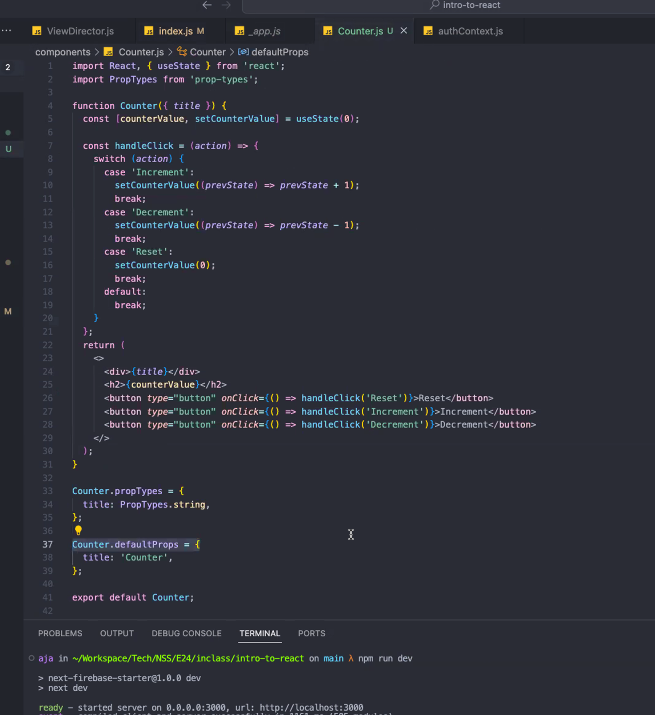 intro-to-react
ViewDirector.js
index.js M
_app.js
Counter.js U
authContext.js
components > Counter.js > Counter > defaultProps
2
U
M
1 import React, { useState } from 'react';
2 import PropTypes from 'prop-types';
3
4 function Counter({ title }) {
5 const [counterValue, setCounterValue] = useState(0);
6
7 const handleClick = (action) => {
8 switch (action) {
9 case 'Increment':
10 setCounterValue((prevState) => prevState + 1);
11 break;
12 case 'Decrement':
13 setCounterValue((prevState) => prevState - 1);
14 break;
15 case 'Reset':
16 setCounterValue(0);
17 break;
18 default:
19 break;
20 }
21 };
22 return (
23 <>
24 <div>{title}</div>
25 <h2>{counterValue}</h2>
26 <button type="button" onClick={() => handleClick('Reset')}>Reset</button>
27 <button type="button" onClick={() => handleClick('Increment')}>Increment</button>
28 <button type="button" onClick={() => handleClick('Decrement')}>Decrement</button>
29 </>
30 );
31 }
32
33 Counter.propTypes = {
34 title: PropTypes.string,
35 };
36
37 Counter.defaultProps = {
38 title: 'Counter',
39 };
40
41 export default Counter;
42
PROBLEMS OUTPUT DEBUG CONSOLE TERMINAL PORTS
aja in ~/Workspace/Tech/NSS/E24/inclass/intro-to-react on main λ npm run dev
> next-firebase-starter@1.0.0 dev
> next dev
ready - started server on 0.0.0.0:3000, url: http://localhost:3000